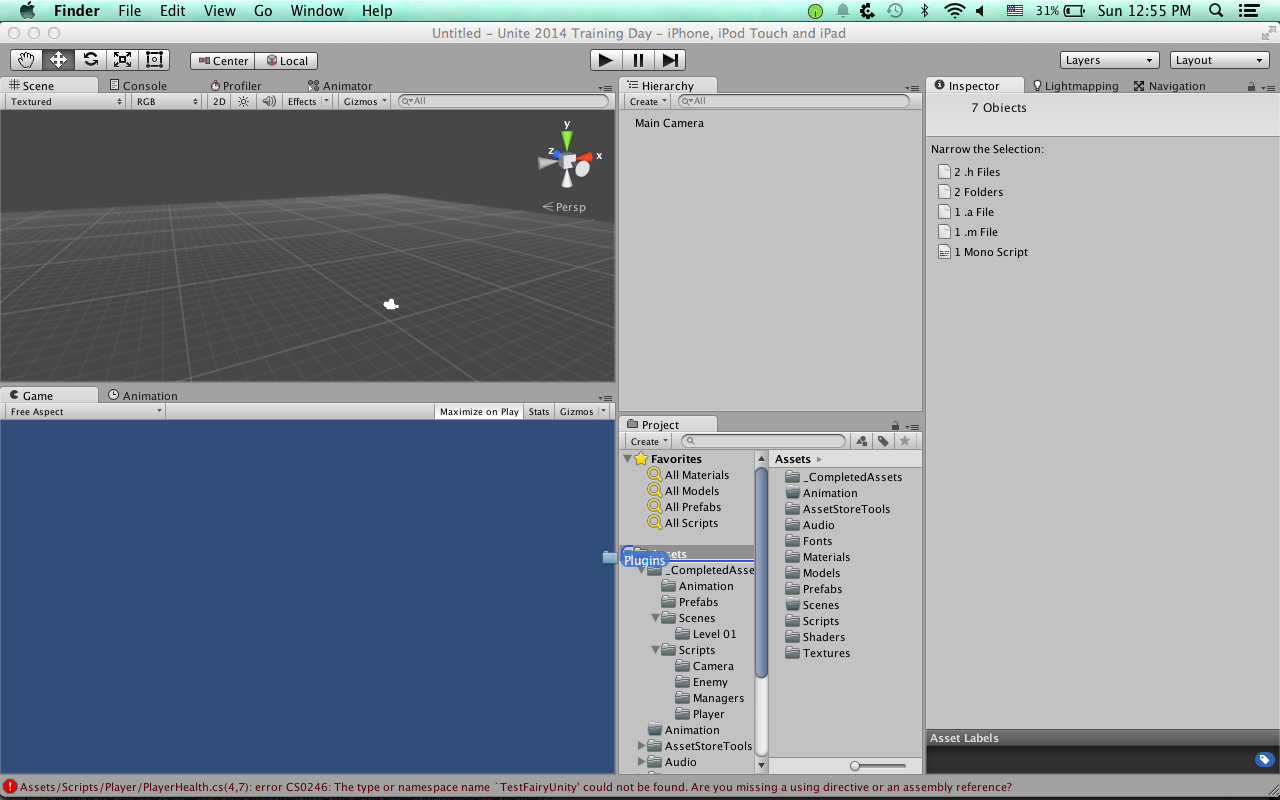 Finder File Edit View Go Window Help 31% Sun 12:55 PM
Untitled - Unite 2014 Training Day - iPhone, iPod Touch and iPad
Center Local Layers Layout
Scene Console Profiler Animator
Textured RGB 2D Effects Gizmos All
y
z x
Persp
Game Animation
Free Aspect Maximize on Play Stats Gizmos
Hierarchy
Create All
Main Camera
Project
Create
Favorites
All Materials
All Models
All Prefabs
All Scripts
Plugins
_CompletedAsse
Animation
Prefabs
Scenes
Level 01
Scripts
Camera
Enemy
Managers
Player
Animation
AssetStoreTools
Audio
Assets
_CompletedAssets
Animation
AssetStoreTools
Audio
Fonts
Materials
Models
Prefabs
Scenes
Scripts
Shaders
Textures
Inspector Lightmapping Navigation
7 Objects
Narrow the Selection:
2 .h Files
2 Folders
1 .a File
1 .m File
1 Mono Script
Asset Labels
Assets/Scripts/Player/PlayerHealth.cs(4,7): error CS0246: The type or namespace name `TestFairyUnity' could not be found. Are you missing a using directive or an assembly reference?